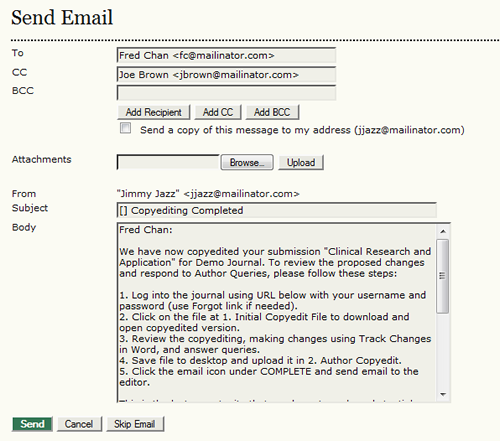 Send Email
To
Fred Chan <fc@mailinator.com>
CC
Joe Brown <jbrown@mailinator.com>
BCC
Add Recipient Add CC Add BCC
Send a copy of this message to my address (jjazz@mailinator.com)
Attachments
Browse... Upload
From
"Jimmy Jazz" <jjazz@mailinator.com>
Subject
[] Copyediting Completed
Body
Fred Chan:
We have now copyedited your submission "Clinical Research and
Application" for Demo Journal. To review the proposed changes
and respond to Author Queries, please follow these steps:
1. Log into the journal using URL below with your username and
password (use Forgot link if needed).
2. Click on the file at 1. Initial Copyedit File to download and
open copyedited version.
3. Review the copyediting, making changes using Track Changes
in Word, and answer queries.
4. Save file to desktop and upload it in 2. Author Copyedit.
5. Click the email icon under COMPLETE and send email to the
editor.
Send Cancel Skip Email